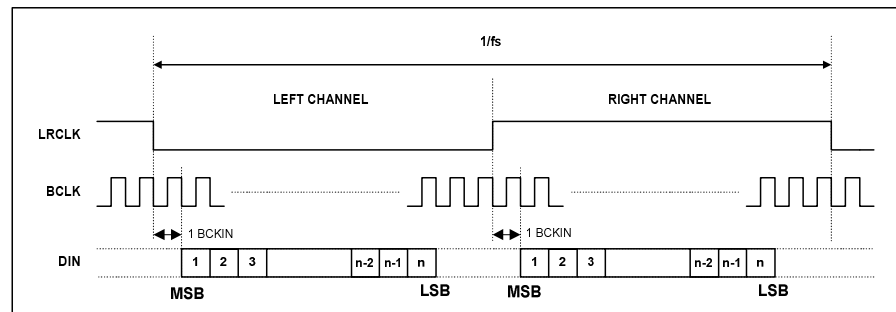 1/fs
LEFT CHANNEL RIGHT CHANNEL
LRCLK
BCLK
1 BCKIN 1 BCKIN
DIN 1 2 3 n-2 n-1 n 1 2 3 n-2 n-1 n
MSB LSB MSB LSB